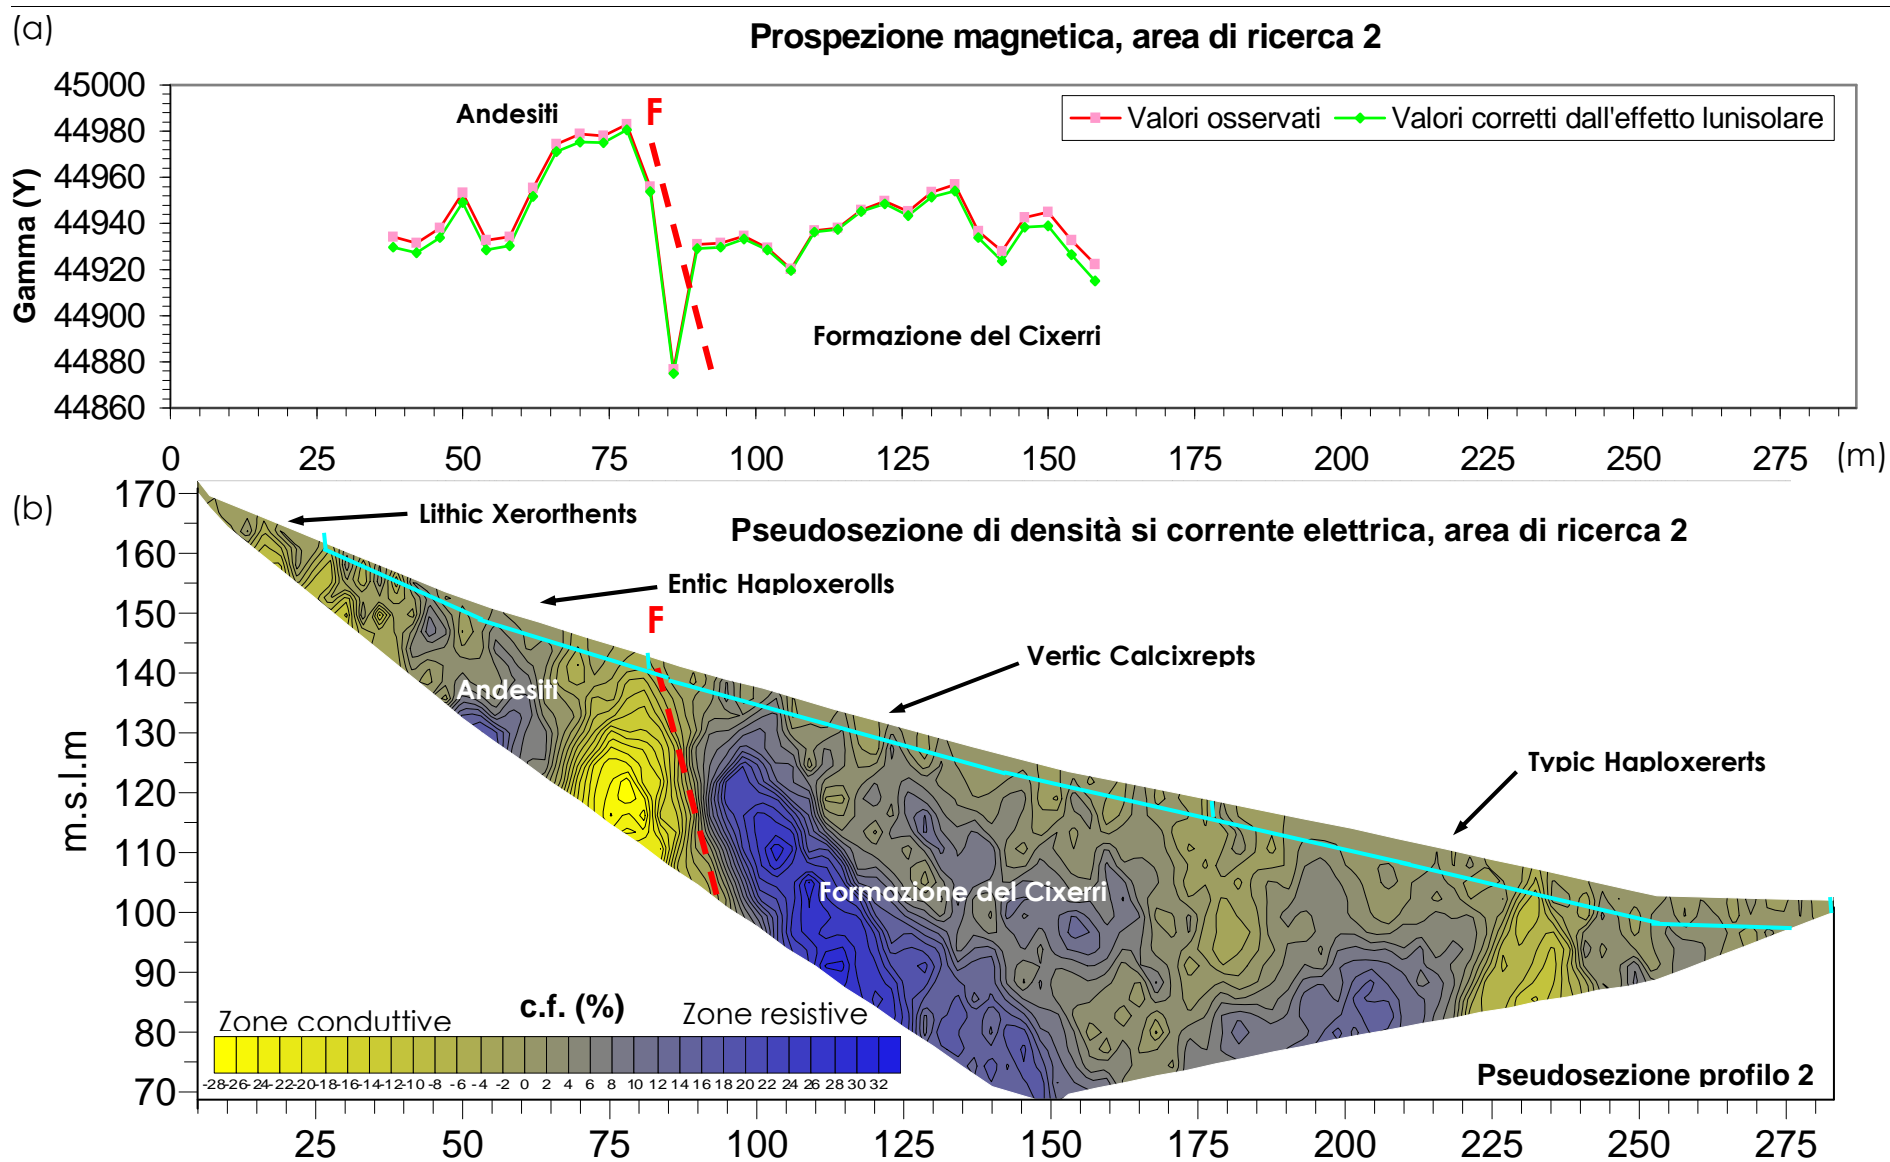 (a)
Prospezione magnetica, area di ricerca 2
45000
44980
44960
44940
44920
44900
44880
44860
Gamma (Y)
Andesiti
F
Valori osservati
Valori corretti dall'effetto lunisolare
Formazione del Cixerri
0 25 50 75 100 125 150 175 200 225 250 275 (m)
(b)
170
160
150
140
130
120
110
100
90
80
70
m.s.l.m
Lithic Xerorthents
Pseudosezione di densità si corrente elettrica, area di ricerca 2
Entic Haploxerolls
F
Vertic Calcixrepts
Andesiti
Typic Haploxererts
Formazione del Cixerri
Zone conduttive
c.f. (%)
Zone resistive
-28-26-24-22-20-18-16-14-12-10 -8 -6 -4 -2 0 2 4 6 8 10 12 14 16 18 20 22 24 26 28 30 32
Pseudosezione profilo 2
25 50 75 100 125 150 175 200 225 250 275